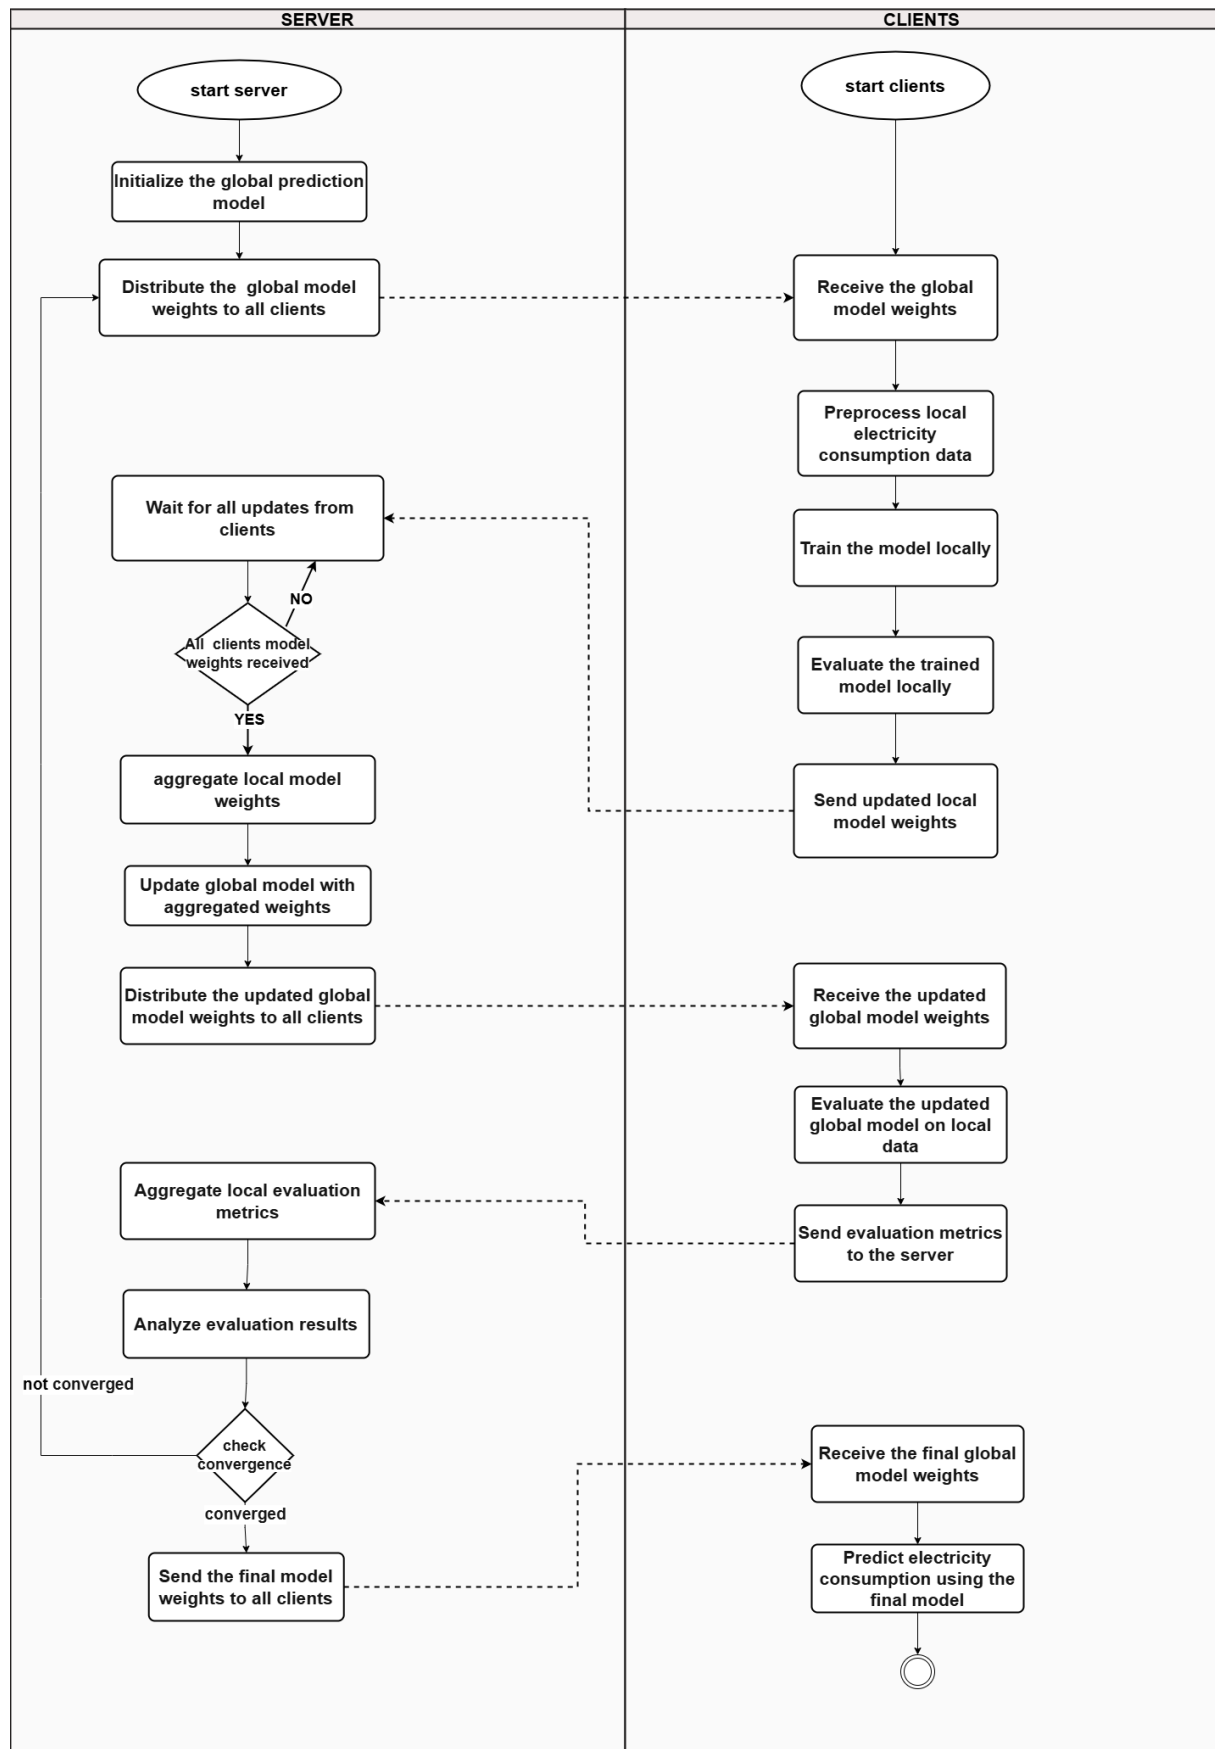 SERVER
CLIENTS
start server
start clients
Initialize the global prediction
model
Distribute the global model
weights to all clients
Receive the global
model weights
Preprocess local
electricity
consumption data
Wait for all updates from
clients
Train the model locally
NO
All clients model
weights received
Evaluate the trained
model locally
YES
aggregate local model
weights
Send updated local
model weights
Update global model with
aggregated weights
Distribute the updated global
model weights to all clients
Receive the updated
global model weights
Evaluate the updated
global model on local
data
Aggregate local evaluation
metrics
Send evaluation metrics
to the server
Analyze evaluation results
not converged
check
convergence
converged
Receive the final global
model weights
Send the final model
weights to all clients
Predict electricity
consumption using the
final model